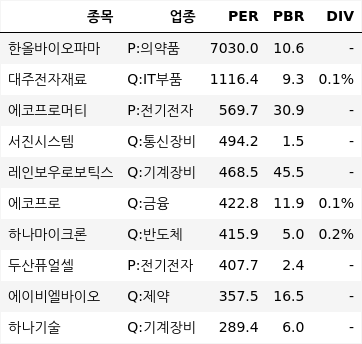 종목 업종 PER PBR DIV
한올바이오파마 P:의약품 7030.0 10.6 -
대주전자재료 Q:IT부품 1116.4 9.3 0.1%
에코프로머티 P:전기전자 569.7 30.9 -
서진시스템 Q:통신장비 494.2 1.5 -
레인보우로보틱스 Q:기계장비 468.5 45.5 -
에코프로 Q:금융 422.8 11.9 0.1%
하나마이크론 Q:반도체 415.9 5.0 0.2%
두산퓨얼셀 P:전기전자 407.7 2.4 -
에이비엘바이오 Q:제약 357.5 16.5 -
하나기술 Q:기계장비 289.4 6.0 -